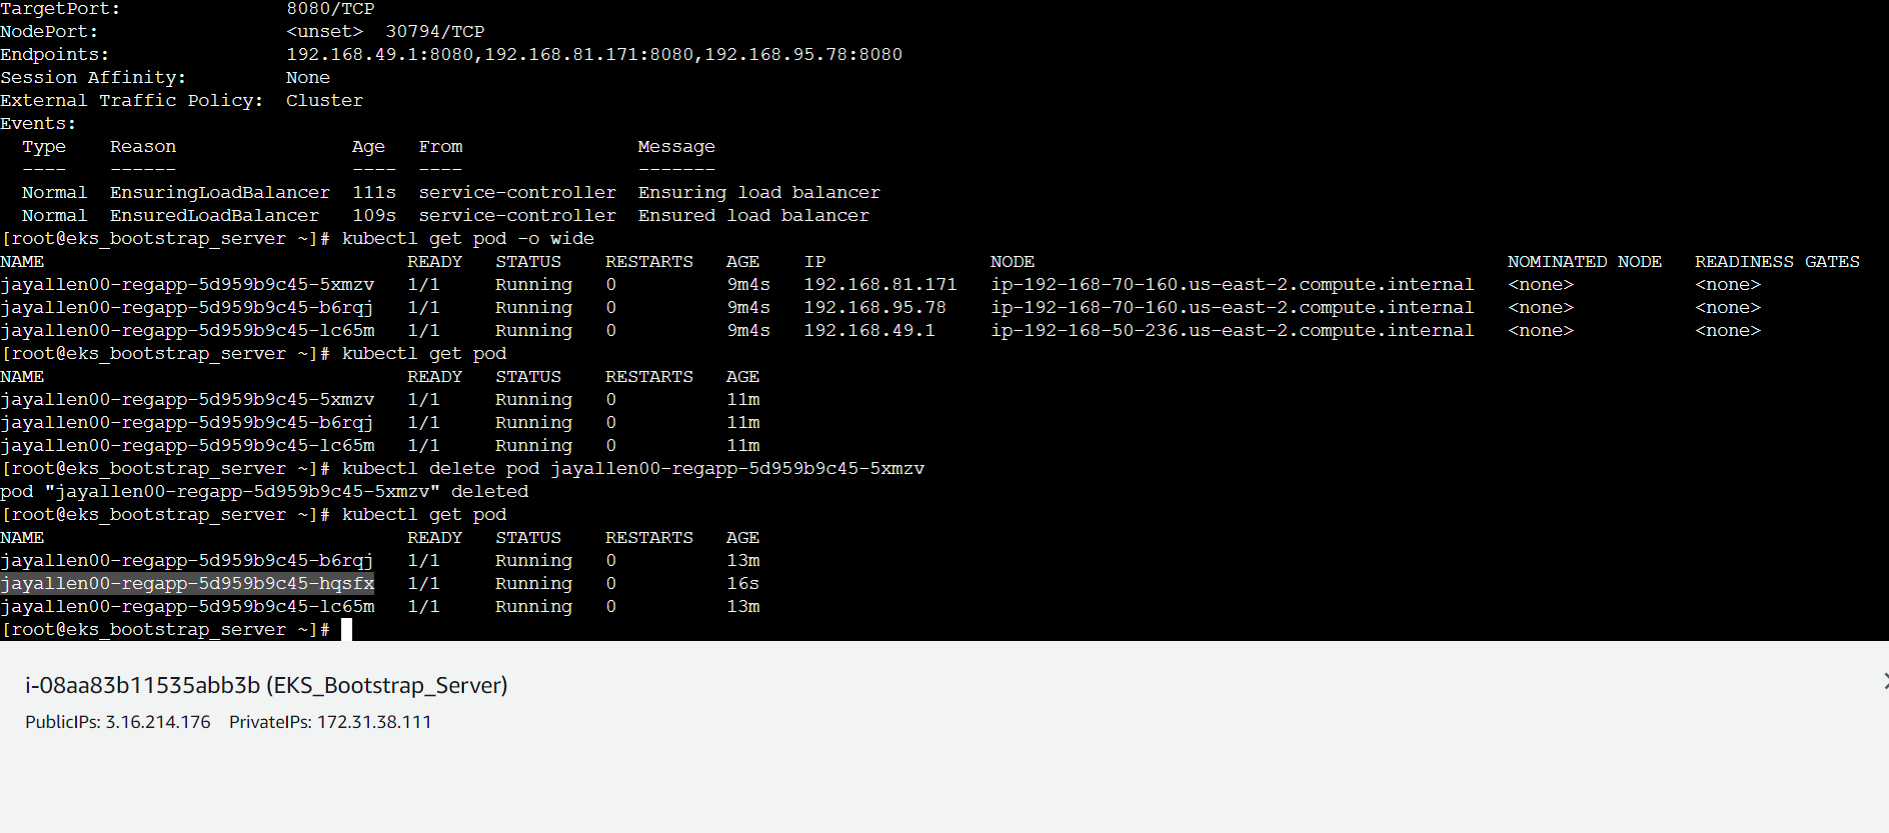 TargetPort: 8080/TCP
NodePort: <unset> 30794/TCP
Endpoints: 192.168.49.1:8080,192.168.81.171:8080,192.168.95.78:8080
Session Affinity: None
External Traffic Policy: Cluster
Events:
Type Reason Age From Message
---- ------ ---- ---- -------
Normal EnsuringLoadBalancer 111s service-controller Ensuring load balancer
Normal EnsuredLoadBalancer 109s service-controller Ensured load balancer
[root@eks_bootstrap_server ~]# kubectl get pod -o wide
NAME READY STATUS RESTARTS AGE IP NODE NOMINATED NODE READINESS GATES
jayallen00-regapp-5d959b9c45-5xmzv 1/1 Running 0 9m4s 192.168.81.171 ip-192-168-70-160.us-east-2.compute.internal <none> <none>
jayallen00-regapp-5d959b9c45-b6rqj 1/1 Running 0 9m4s 192.168.95.78 ip-192-168-70-160.us-east-2.compute.internal <none> <none>
jayallen00-regapp-5d959b9c45-lc65m 1/1 Running 0 9m4s 192.168.49.1 ip-192-168-50-236.us-east-2.compute.internal <none> <none>
[root@eks_bootstrap_server ~]# kubectl get pod
NAME READY STATUS RESTARTS AGE
jayallen00-regapp-5d959b9c45-5xmzv 1/1 Running 0 11m
jayallen00-regapp-5d959b9c45-b6rqj 1/1 Running 0 11m
jayallen00-regapp-5d959b9c45-lc65m 1/1 Running 0 11m
[root@eks_bootstrap_server ~]# kubectl delete pod jayallen00-regapp-5d959b9c45-5xmzv
pod "jayallen00-regapp-5d959b9c45-5xmzv" deleted
[root@eks_bootstrap_server ~]# kubectl get pod
NAME READY STATUS RESTARTS AGE
jayallen00-regapp-5d959b9c45-b6rqj 1/1 Running 0 13m
jayallen00-regapp-5d959b9c45-hqsfx 1/1 Running 0 16s
jayallen00-regapp-5d959b9c45-lc65m 1/1 Running 0 13m
[root@eks_bootstrap_server ~]#
i-08aa83b11535abb3b (EKS_Bootstrap_Server)
PublicIPs: 3.16.214.176 PrivateIPs: 172.31.38.111